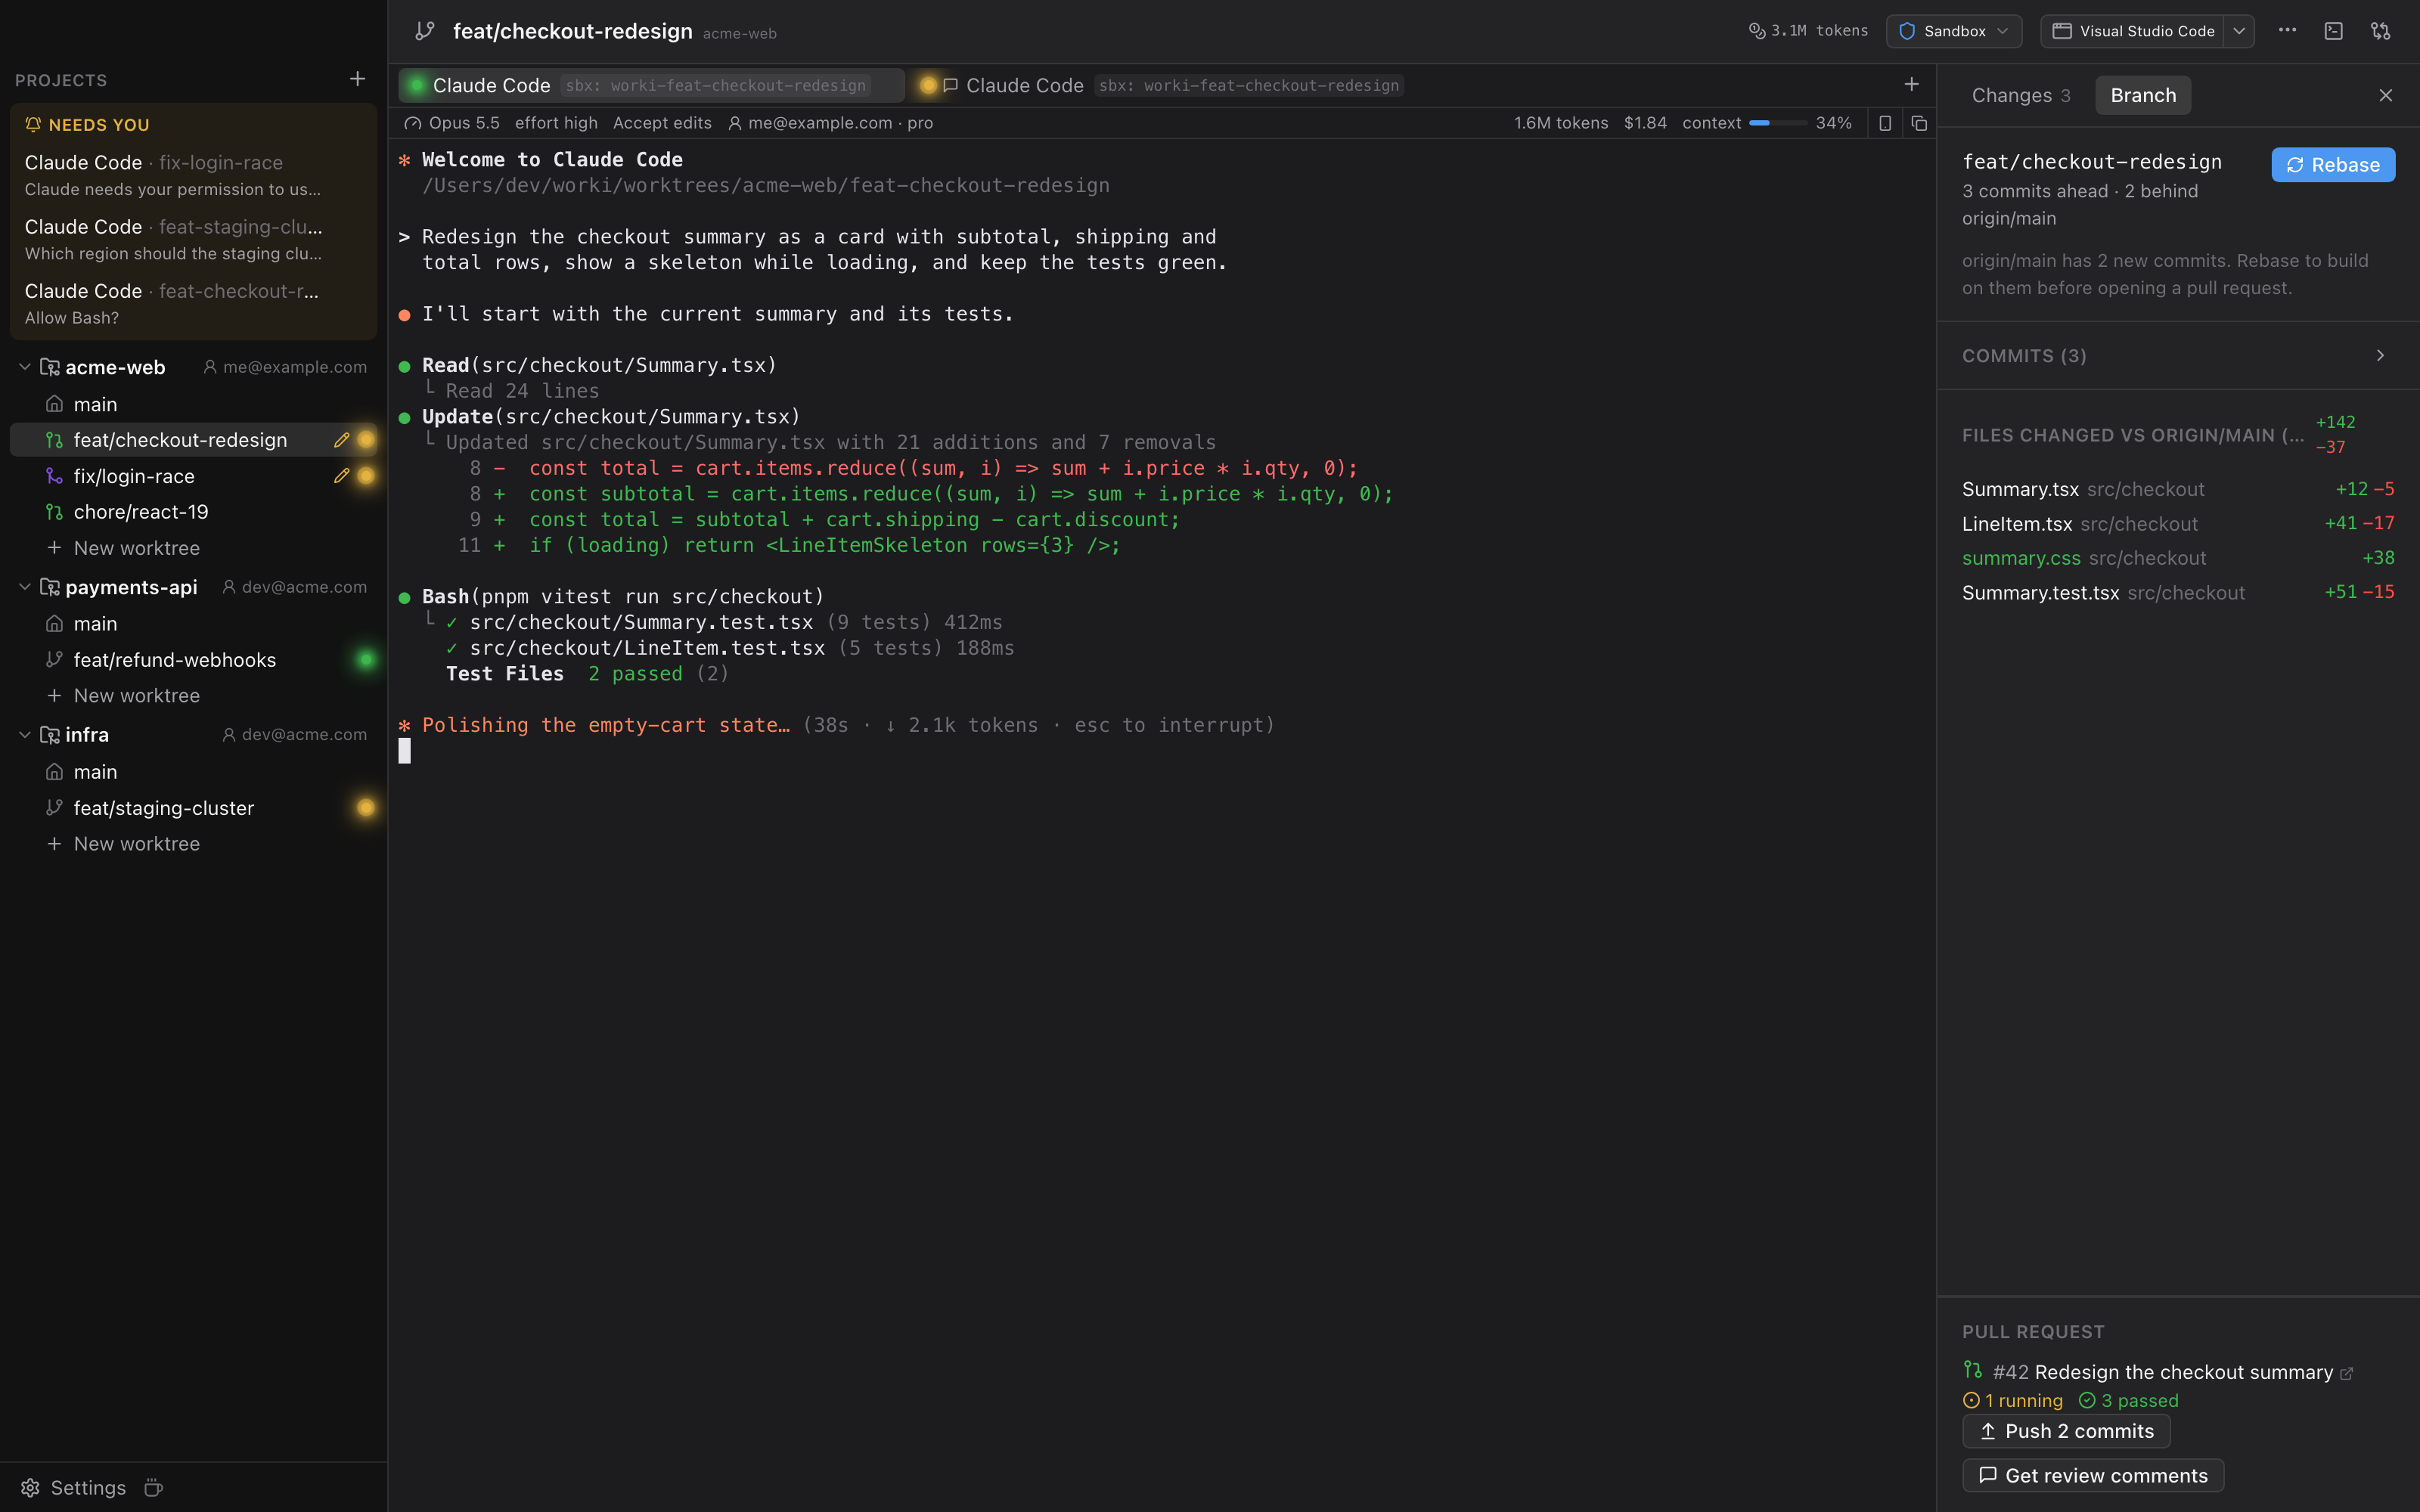 PROJECTS
NEEDS YOU
Claude Code · fix-login-race
Claude needs your permission to us...
Claude Code · feat-staging-clu...
Which region should the staging clu...
Claude Code · feat-checkout-r...
Allow Bash?
acme-web me@example.com
main
feat/checkout-redesign
fix/login-race
chore/react-19
+ New worktree
payments-api dev@acme.com
main
feat/refund-webhooks
+ New worktree
infra dev@acme.com
main
feat/staging-cluster
+ New worktree
Settings
feat/checkout-redesign acme-web
3.1M tokens
Sandbox
Visual Studio Code
Claude Code sbx: worki-feat-checkout-redesign
Claude Code sbx: worki-feat-checkout-redesign
Opus 5.5 effort high Accept edits me@example.com · pro
1.6M tokens $1.84 context 34%
✻ Welcome to Claude Code
/Users/dev/worki/worktrees/acme-web/feat-checkout-redesign
> Redesign the checkout summary as a card with subtotal, shipping and
total rows, show a skeleton while loading, and keep the tests green.
● I'll start with the current summary and its tests.
● Read(src/checkout/Summary.tsx)
└ Read 24 lines
● Update(src/checkout/Summary.tsx)
└ Updated src/checkout/Summary.tsx with 21 additions and 7 removals
8 - const total = cart.items.reduce((sum, i) => sum + i.price * i.qty, 0);
8 + const subtotal = cart.items.reduce((sum, i) => sum + i.price * i.qty, 0);
9 + const total = subtotal + cart.shipping - cart.discount;
11 + if (loading) return <LineItemSkeleton rows={3} />;
● Bash(pnpm vitest run src/checkout)
└ ✓ src/checkout/Summary.test.tsx (9 tests) 412ms
✓ src/checkout/LineItem.test.tsx (5 tests) 188ms
Test Files 2 passed (2)
✻ Polishing the empty-cart state… (38s · ↓ 2.1k tokens · esc to interrupt)
Changes 3 Branch
feat/checkout-redesign
Rebase
3 commits ahead · 2 behind
origin/main
origin/main has 2 new commits. Rebase to build
on them before opening a pull request.
COMMITS (3)
FILES CHANGED VS ORIGIN/MAIN (... +142
−37
Summary.tsx src/checkout +12 −5
LineItem.tsx src/checkout +41 −17
summary.css src/checkout +38
Summary.test.tsx src/checkout +51 −15
PULL REQUEST
#42 Redesign the checkout summary
1 running 3 passed
Push 2 commits
Get review comments